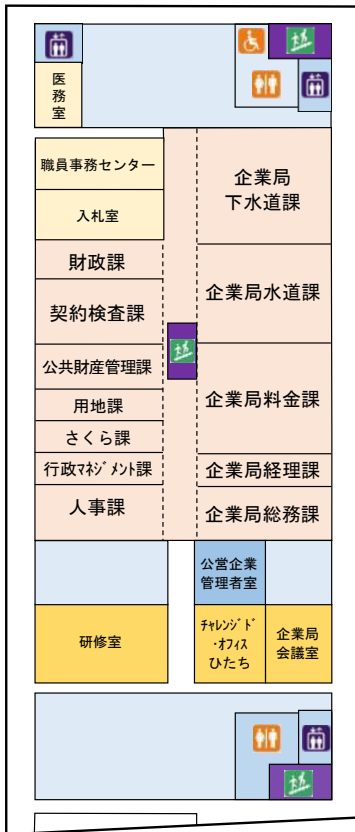 医
務
室
職員事務センター
入札室
財政課
契約検査課
公共財産管理課
用地課
さくら課
行政マネジメント課
人事課
企業局
下水道課
企業局水道課
企業局料金課
企業局経理課
企業局総務課
公営企業
管理者室
研修室
チャレンジド
・オフィス
ひたち
企業局
会議室